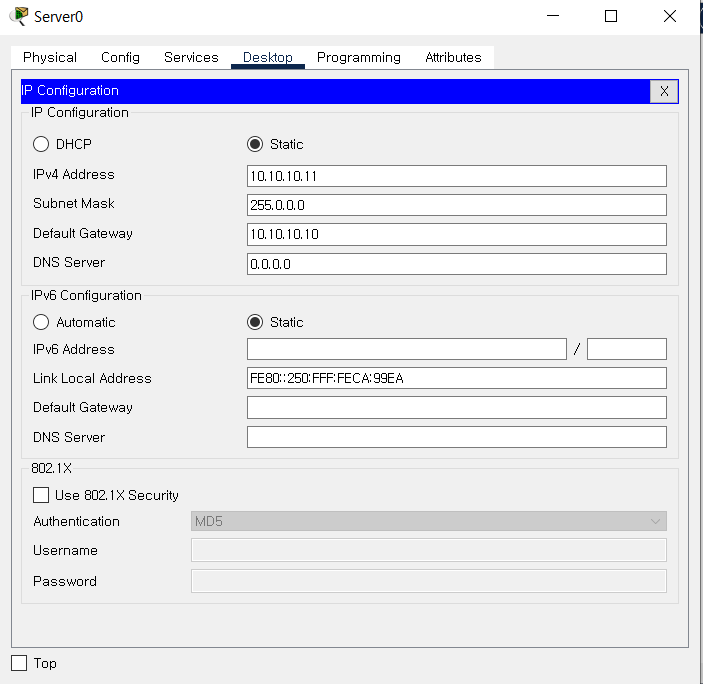 Server0
Physical Config Services Desktop Programming Attributes
IP Configuration X
IP Configuration
DHCP Static
IPv4 Address 10.10.10.11
Subnet Mask 255.0.0.0
Default Gateway 10.10.10.10
DNS Server 0.0.0.0
IPv6 Configuration
Automatic Static
IPv6 Address /
Link Local Address FE80::250:FFF:FECA:99EA
Default Gateway
DNS Server
802.1X
Use 802.1X Security
Authentication MD5
Username
Password
Top